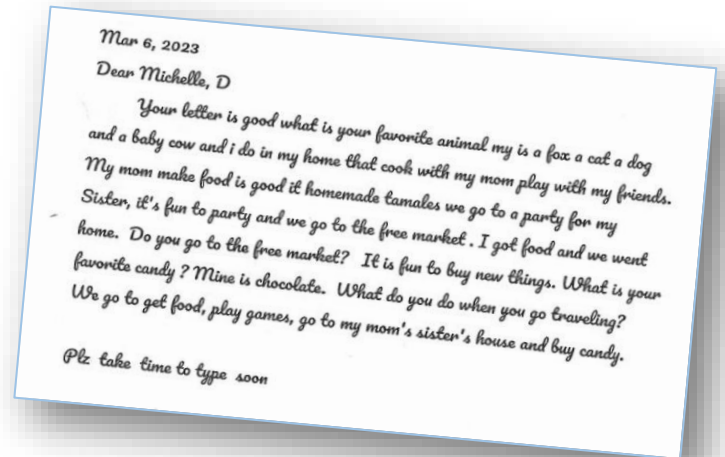 Mar 6, 2023
Dear Michelle, D
Your letter is good what is your favorite animal my is a fox a cat a dog
and a baby cow and i do in my home that cook with my mom play with my friends.
My mom make food is good it homemade tamales we go to a party for my
Sister, it's fun to party and we go to the free market . I got food and we went
home. Do you go to the free market? It is fun to buy new things. What is your
favorite candy ? Mine is chocolate. What do you do when you go traveling?
We go to get food, play games, go to my mom's sister's house and buy candy.
Plz take time to type soon